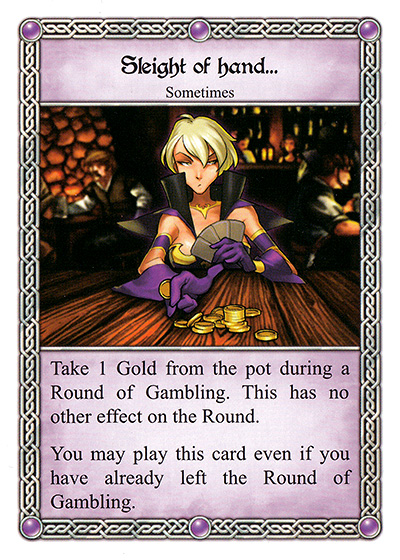 Sleight of hand...
Sometimes
Take 1 Gold from the pot during a
Round of Gambling. This has no
other effect on the Round.
You may play this card even if you
have already left the Round of
Gambling.